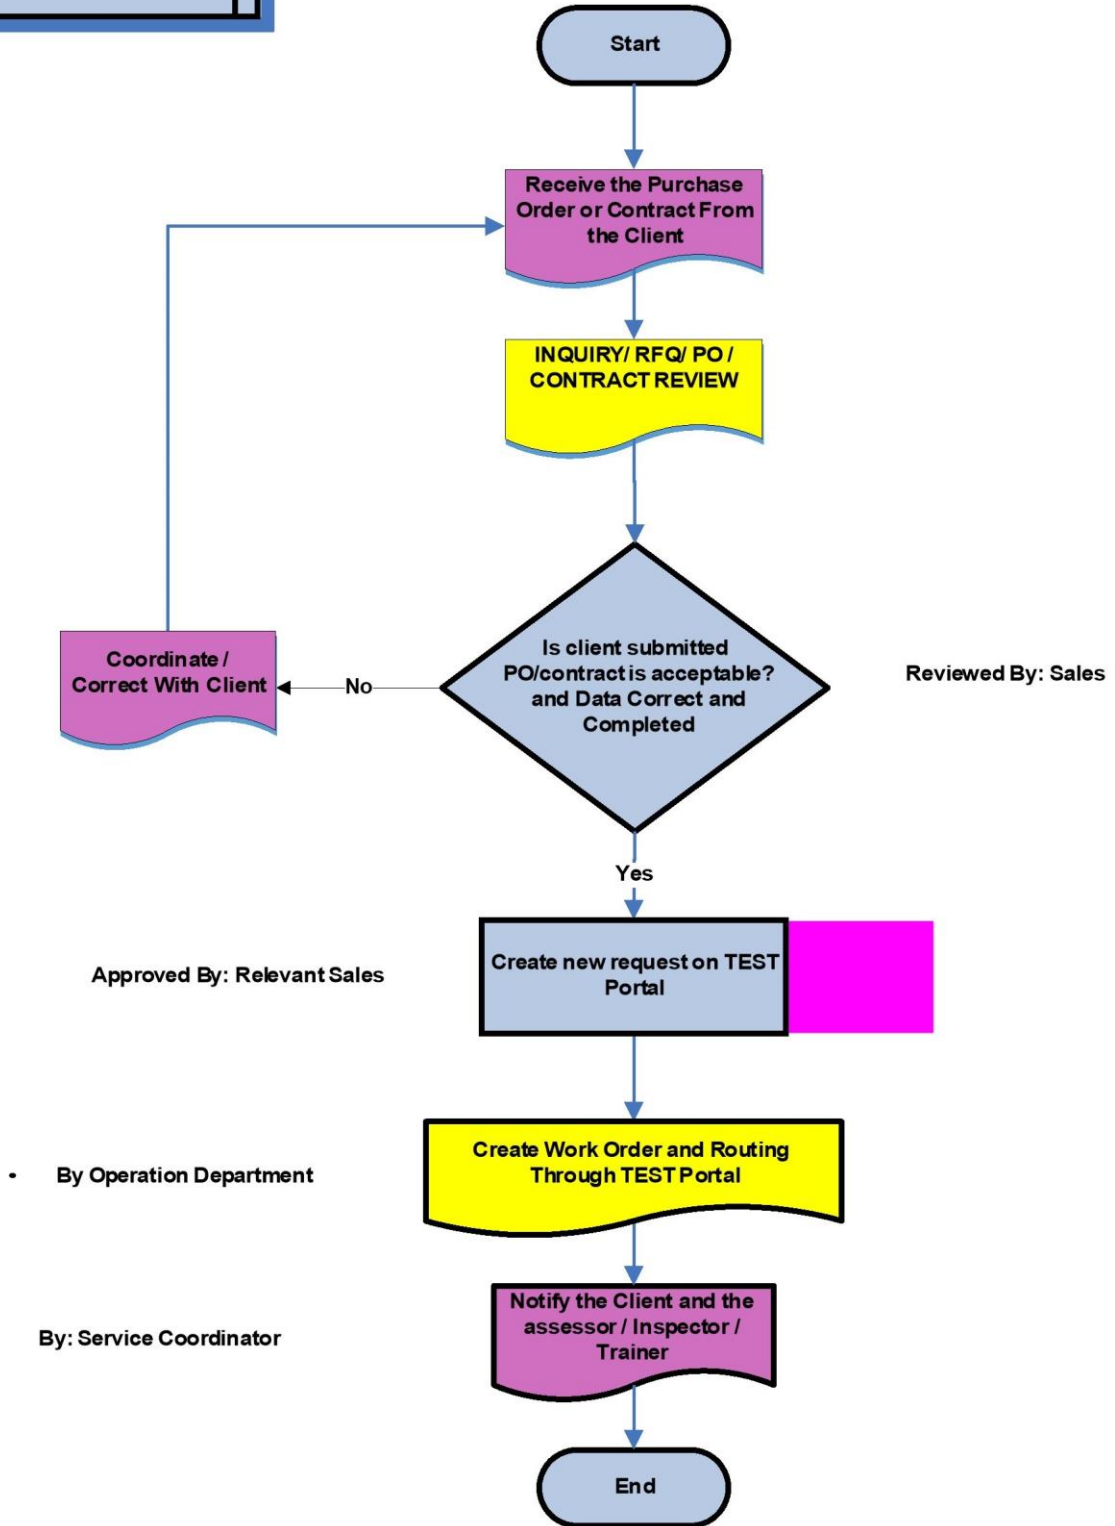 Start
Receive the Purchase
Order or Contract From
the Client
INQUIRY/ RFQ/ PO /
CONTRACT REVIEW
Is client submitted
PO/contract is acceptable?
and Data Correct and
Completed
Reviewed By: Sales
No
Coordinate /
Correct With Client
Yes
Create new request on TEST
Portal
Approved By: Relevant Sales
Create Work Order and Routing
Through TEST Portal
• By Operation Department
Notify the Client and the
assessor / Inspector /
Trainer
By: Service Coordinator
End